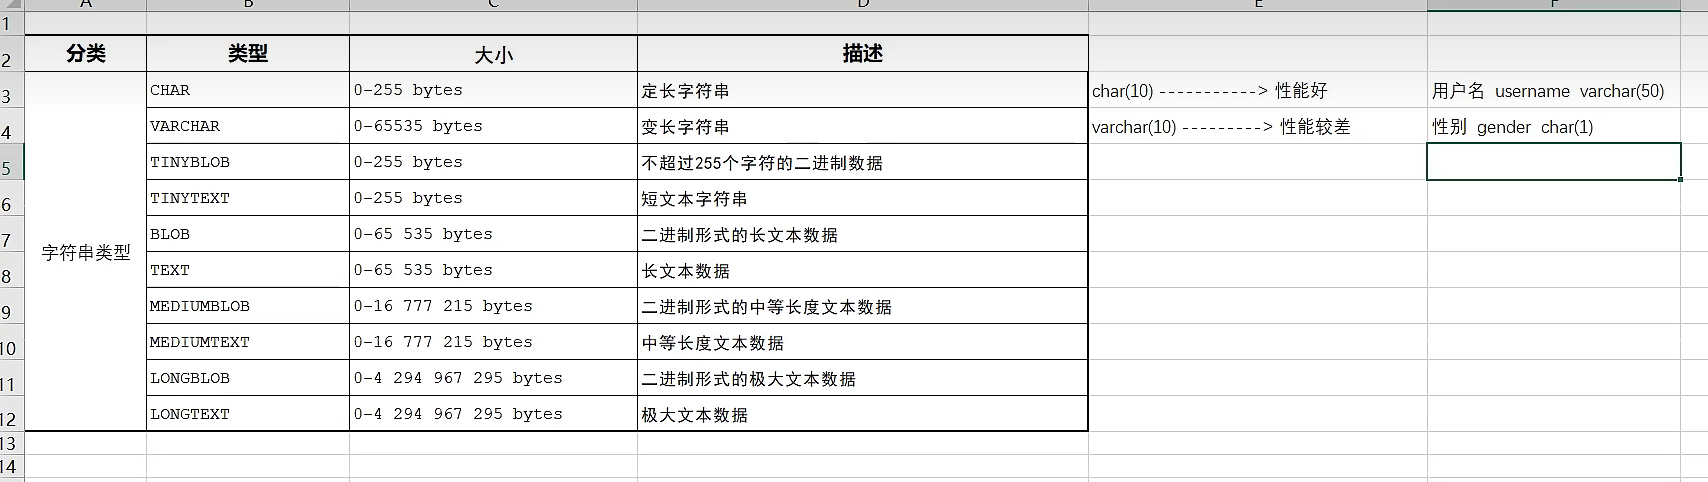 A B C D E F
1
2 分类 类型 大小 描述
3 CHAR 0-255 bytes 定长字符串 char(10) -----------> 性能好 用户名 username varchar(50)
4 VARCHAR 0-65535 bytes 变长字符串 varchar(10) ---------> 性能较差 性别 gender char(1)
5 TINYBLOB 0-255 bytes 不超过255个字符的二进制数据
6 TINYTEXT 0-255 bytes 短文本字符串
7 字符串类型 BLOB 0-65 535 bytes 二进制形式的长文本数据
8 TEXT 0-65 535 bytes 长文本数据
9 MEDIUMBLOB 0-16 777 215 bytes 二进制形式的中等长度文本数据
10 MEDIUMTEXT 0-16 777 215 bytes 中等长度文本数据
11 LONGBLOB 0-4 294 967 295 bytes 二进制形式的极大文本数据
12 LONGTEXT 0-4 294 967 295 bytes 极大文本数据
13
14